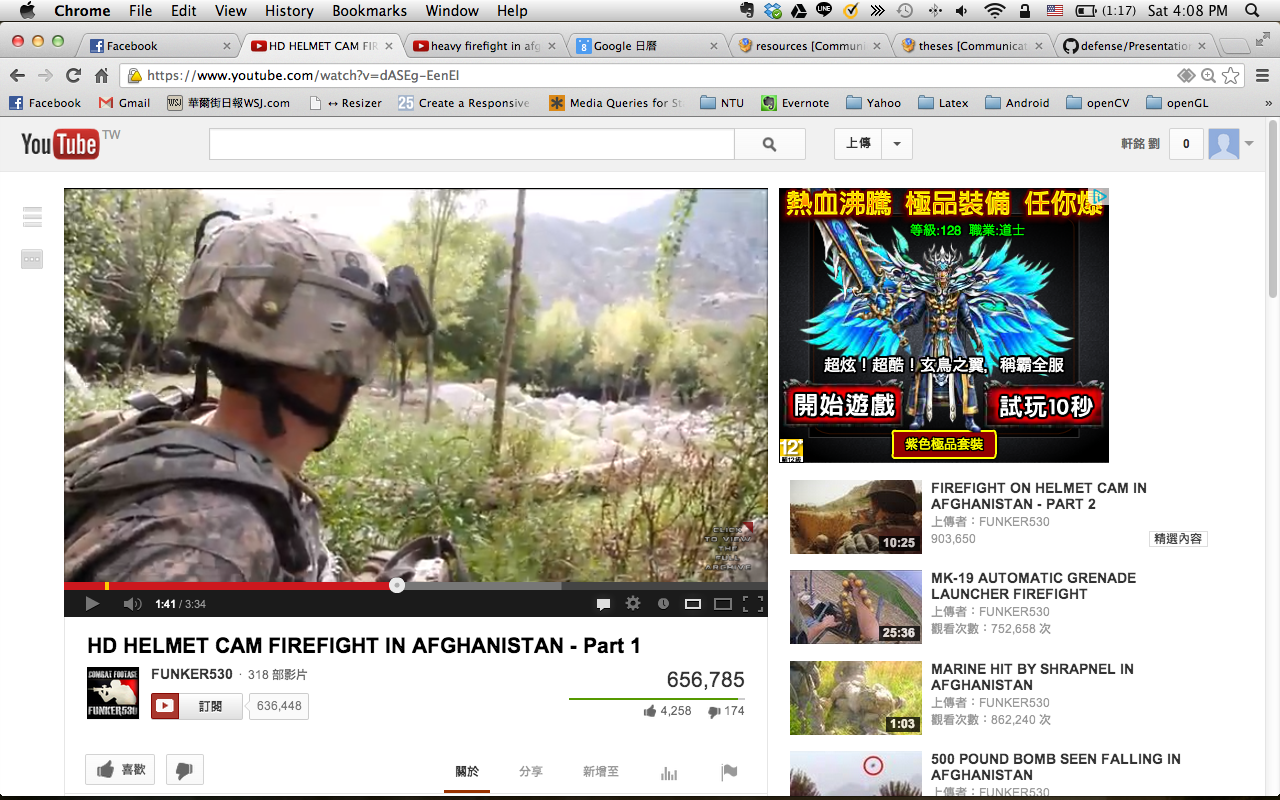 Chrome File Edit View History Bookmarks Window Help
(1:17) Sat 4:08 PM
Facebook
HD HELMET CAM FIR
heavy firefight in afg
Google 日曆
resources [Communi
theses [Communicat
defense/Presentatio
https://www.youtube.com/watch?v=dASEg-EenEI
Facebook
Gmail
WSJ
華爾街日報WSJ.com
↔ Resizer
25
Create a Responsive
Media Queries for St
NTU
Evernote
Yahoo
Latex
Android
openCV
openGL
»
YouTube TW
上傳
軒銘 劉
0
CLICK
TO VIEW
THE
FULL
ARCHIVE
1:41 / 3:34
熱血沸騰 極品裝備 任你爆
等級:128 職業:道士
超炫！超酷！玄鳥之翼，稱霸全服
開始遊戲
試玩10秒
紫色極品套裝
12+
HD HELMET CAM FIREFIGHT IN AFGHANISTAN - Part 1
COMBAT FOOTAGE
FUNKER530
FUNKER530 · 318 部影片
訂閱
636,448
656,785
4,258
174
喜歡
關於
分享
新增至
FIREFIGHT ON HELMET CAM IN
AFGHANISTAN - PART 2
上傳者：FUNKER530
903,650
精選內容
10:25
MK-19 AUTOMATIC GRENADE
LAUNCHER FIREFIGHT
上傳者：FUNKER530
觀看次數：752,658 次
25:36
MARINE HIT BY SHRAPNEL IN
AFGHANISTAN
上傳者：FUNKER530
觀看次數：862,240 次
1:03
500 POUND BOMB SEEN FALLING IN
AFGHANISTAN
上傳者：FUNKER530